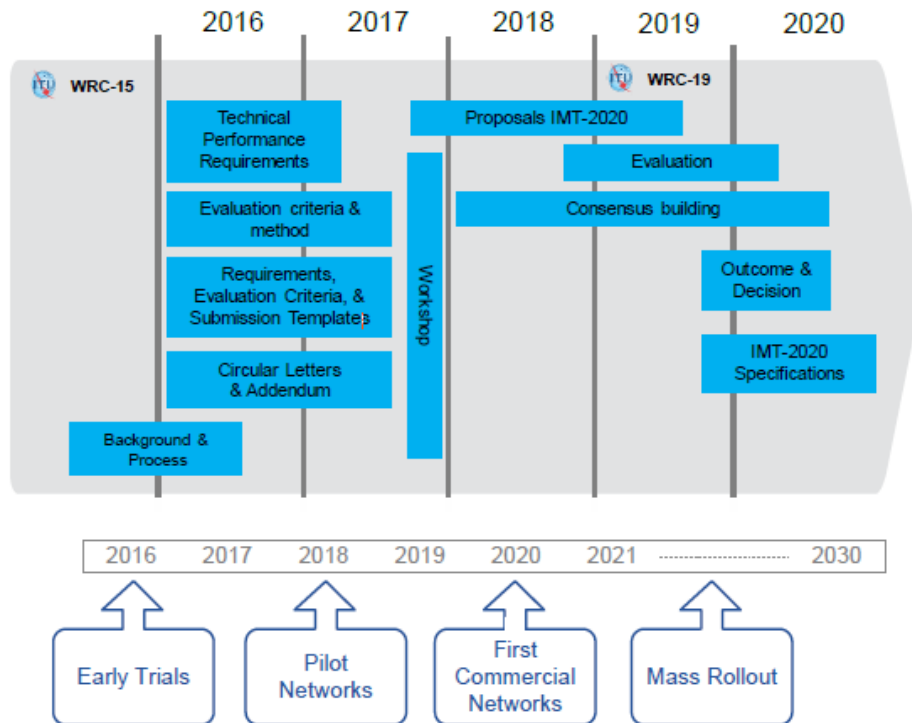 2016 2017 2018 2019 2020
ITU WRC-15
ITU WRC-19
Technical
Performance
Requirements
Proposals IMT-2020
Evaluation
Evaluation criteria &
method
Consensus building
Requirements,
Evaluation Criteria, &
Submission Templates
Workshop
Outcome &
Decision
Circular Letters
& Addendum
IMT-2020
Specifications
Background &
Process
2016 2017 2018 2019 2020 2021 ---------------- 2030
Early Trials
Pilot
Networks
First
Commercial
Networks
Mass Rollout